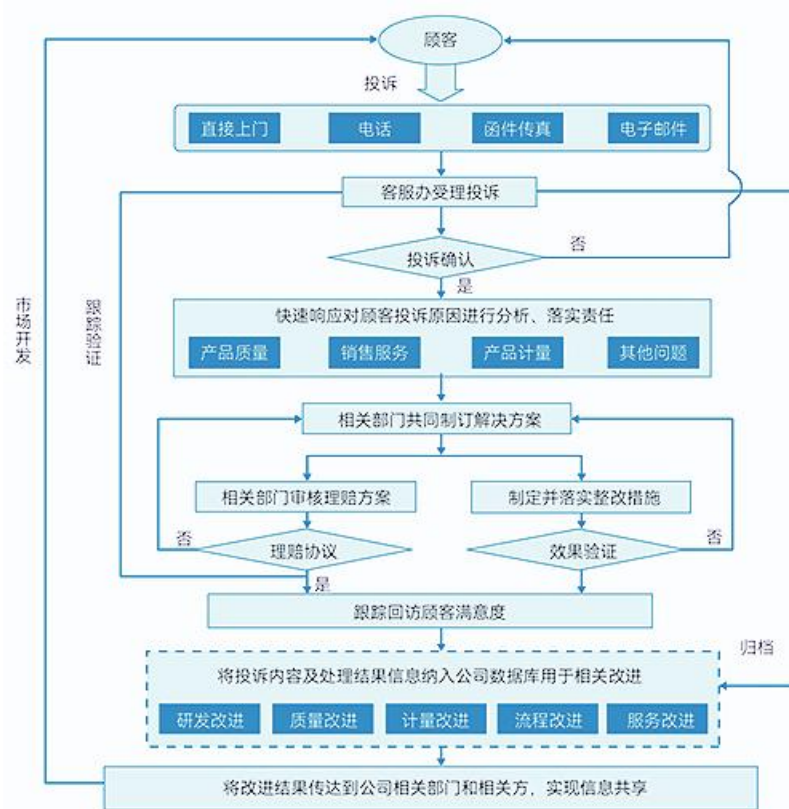 顾客
投诉
直接上门
电话
函件传真
电子邮件
客服办受理投诉
投诉确认
否
是
市场开发
跟踪验证
快速响应对顾客投诉原因进行分析、落实责任
产品质量
销售服务
产品计量
其他问题
相关部门共同制订解决方案
相关部门审核理赔方案
制定并落实整改措施
否
理赔协议
效果验证
否
是
跟踪回访顾客满意度
归档
将投诉内容及处理结果信息纳入公司数据库用于相关改进
研发改进
质量改进
计量改进
流程改进
服务改进
将改进结果传达到公司相关部门和相关方，实现信息共享